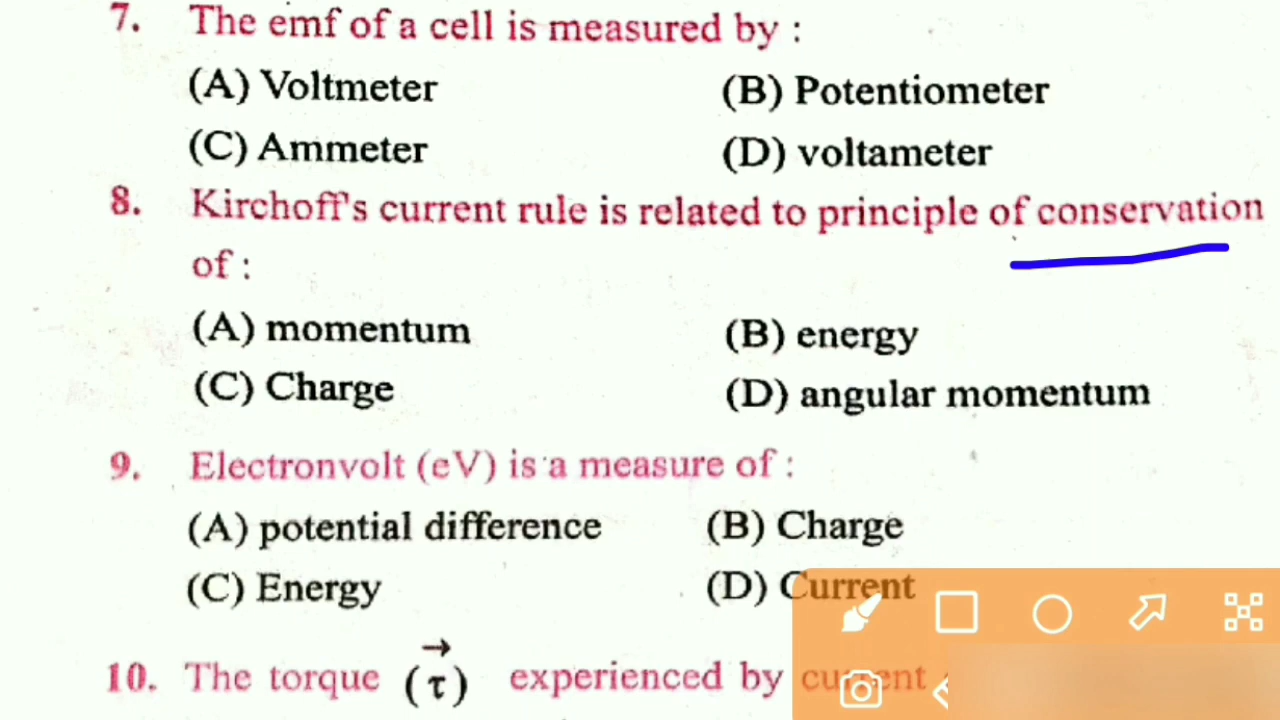 7. The emf of a cell is measured by :
(A) Voltmeter (B) Potentiometer
(C) Ammeter (D) voltameter
8. Kirchoff's current rule is related to principle of conservation
of :
(A) momentum (B) energy
(C) Charge (D) angular momentum
9. Electronvolt (eV) is a measure of :
(A) potential difference (B) Charge
(C) Energy (D) Current
10. The torque (τ⃗) experienced by current